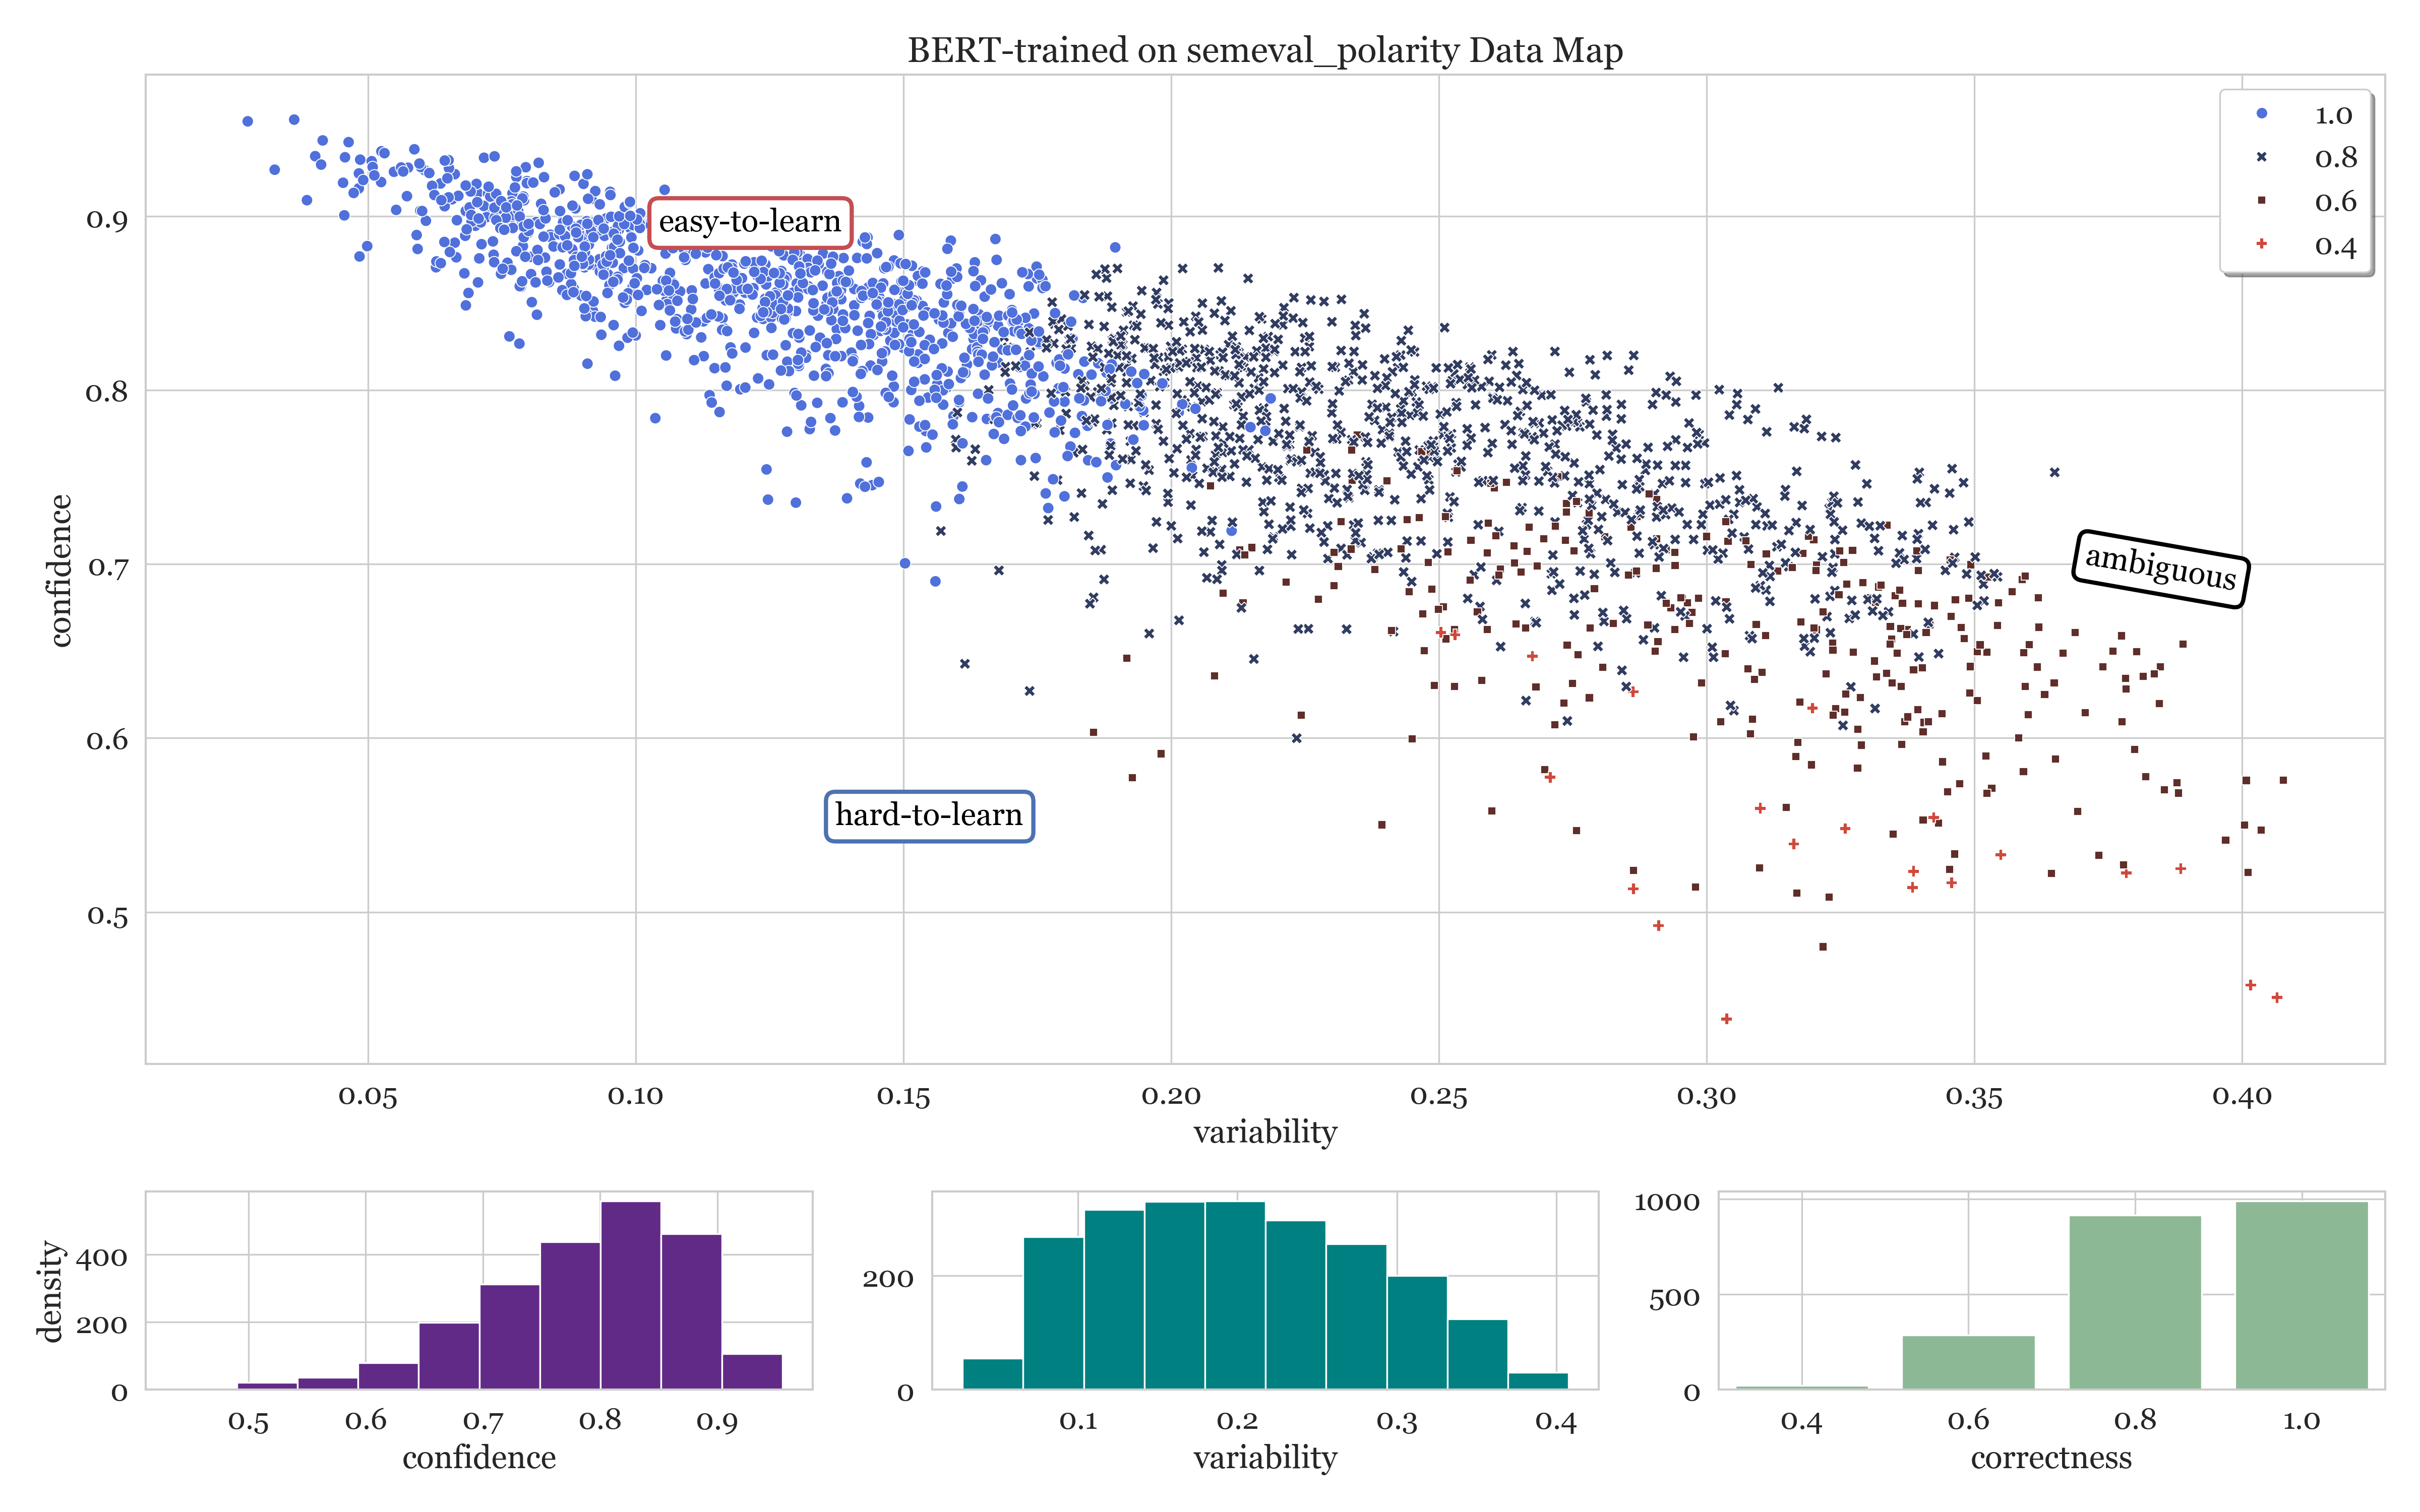 BERT-trained on semeval_polarity Data Map
1.0
0.8
0.6
0.4
easy-to-learn
ambiguous
hard-to-learn
confidence
0.9
0.8
0.7
0.6
0.5
0.05 0.10 0.15 0.20 0.25 0.30 0.35 0.40
variability
density
400
200
0
0.5 0.6 0.7 0.8 0.9
confidence
200
0
0.1 0.2 0.3 0.4
variability
1000
500
0
0.4 0.6 0.8 1.0
correctness